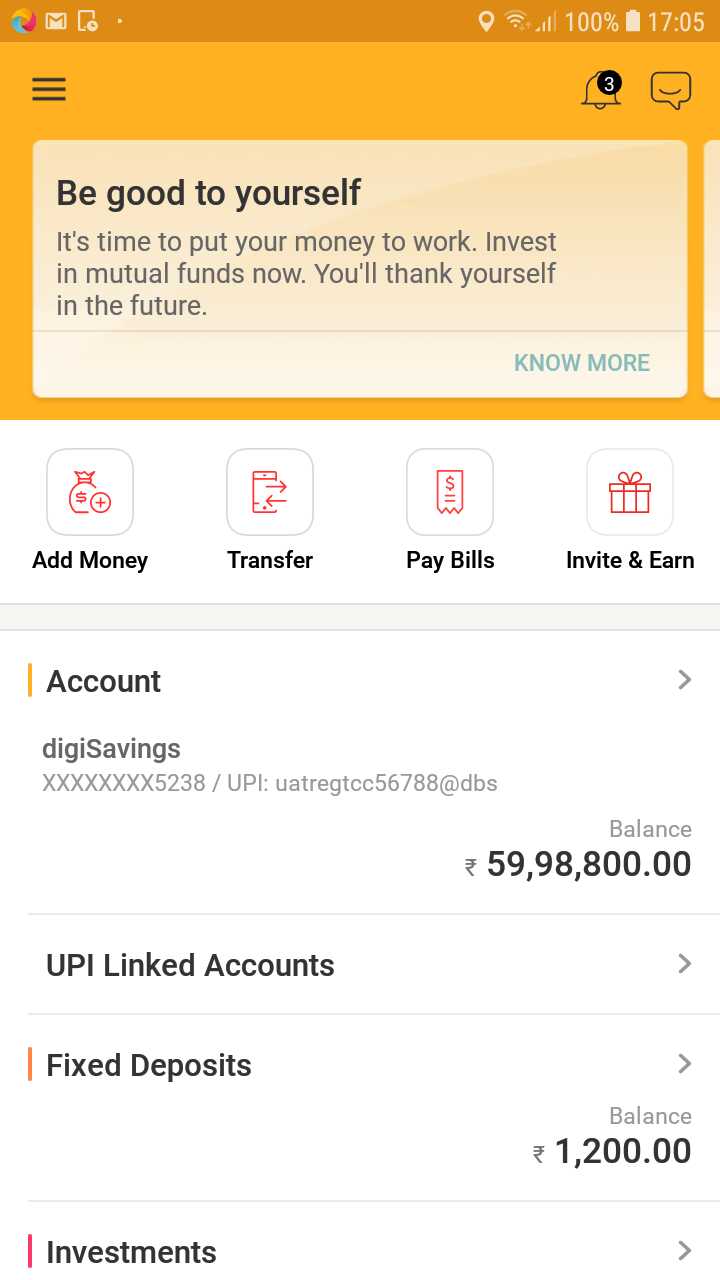 100% 17:05
3
Be good to yourself
It's time to put your money to work. Invest
in mutual funds now. You'll thank yourself
in the future.
KNOW MORE
Add Money Transfer Pay Bills Invite & Earn
Account
digiSavings
XXXXXXXX5238 / UPI: uatregtcc56788@dbs
Balance
₹ 59,98,800.00
UPI Linked Accounts
Fixed Deposits
Balance
₹ 1,200.00
Investments